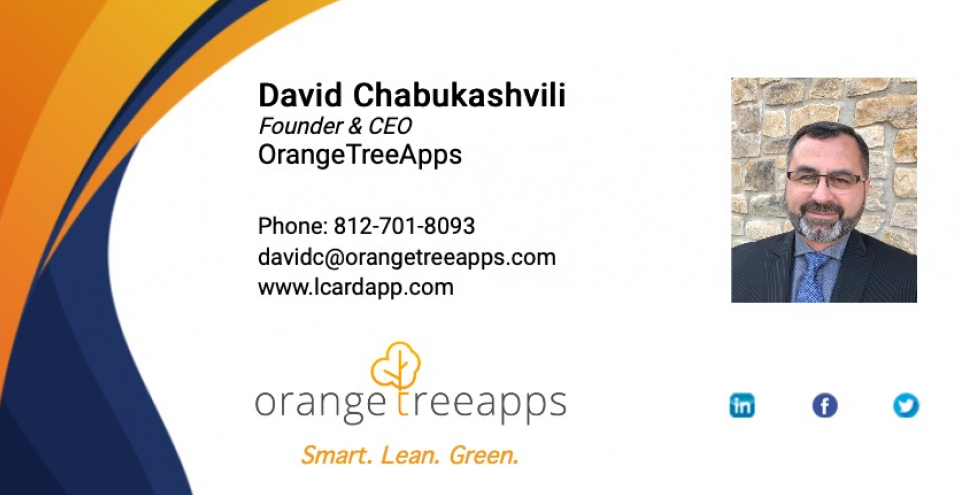 David Chabukashvili
Founder & CEO
OrangeTreeApps
Phone: 812-701-8093
davidc@orangetreeapps.com
www.lcardapp.com
orangetreeapps
Smart. Lean. Green.
in
f